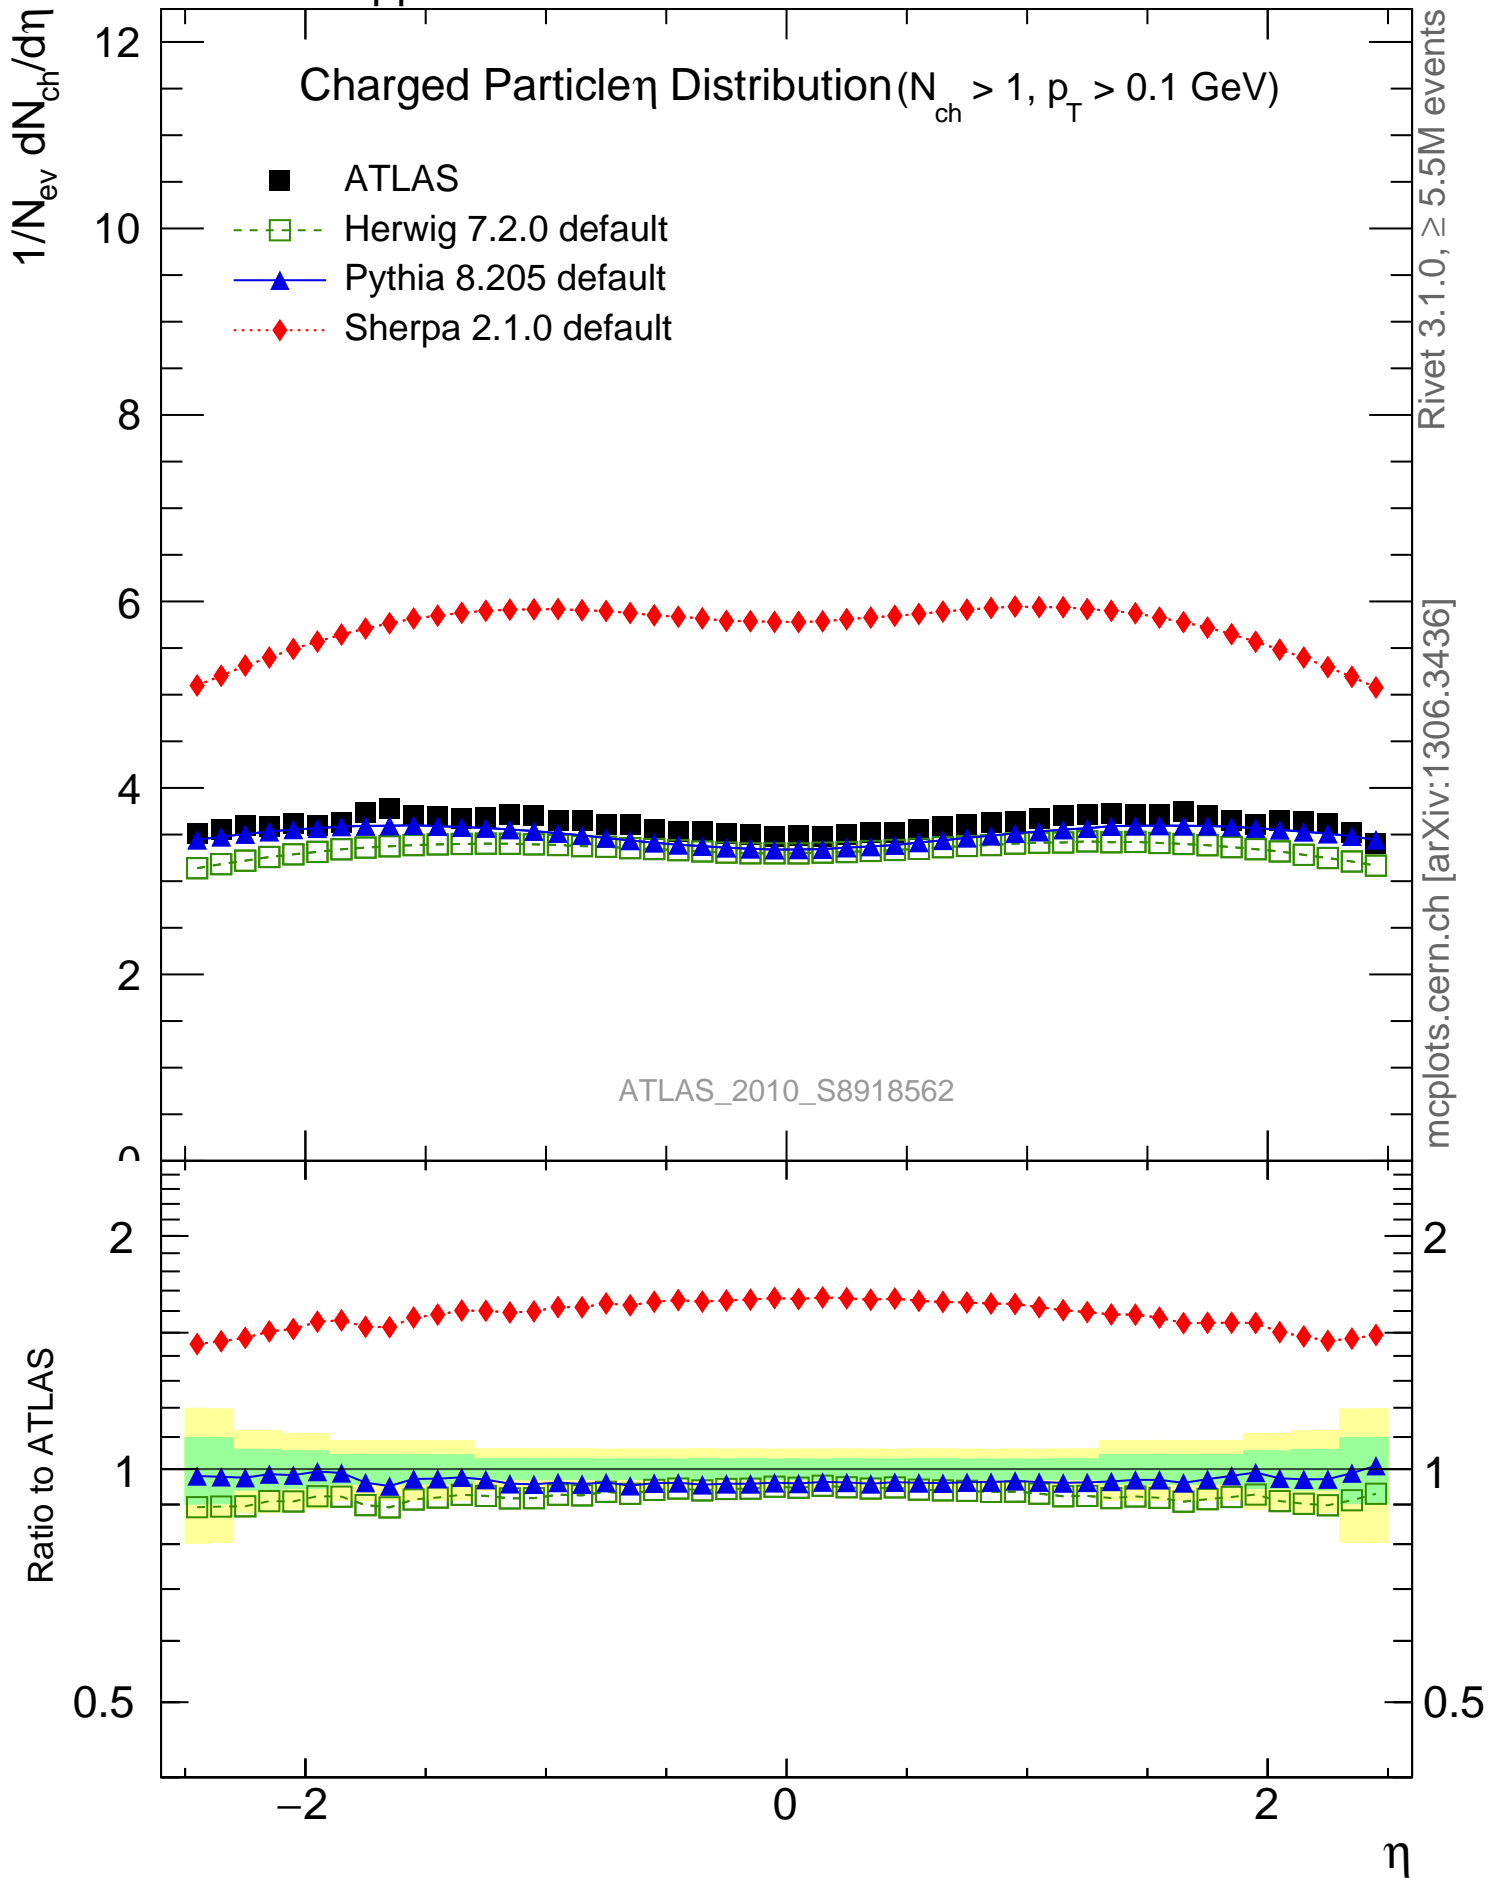 pp
1/N_ev dN_ch/dη
Charged Particle η Distribution (N_ch > 1, p_T > 0.1 GeV)
ATLAS
Herwig 7.2.0 default
Pythia 8.205 default
Sherpa 2.1.0 default
12
10
8
6
4
2
0
ATLAS_2010_S8918562
Rivet 3.1.0, ≥ 5.5M events
mcplots.cern.ch [arXiv:1306.3436]
Ratio to ATLAS
2
1
0.5
2
1
0.5
−2
0
2
η